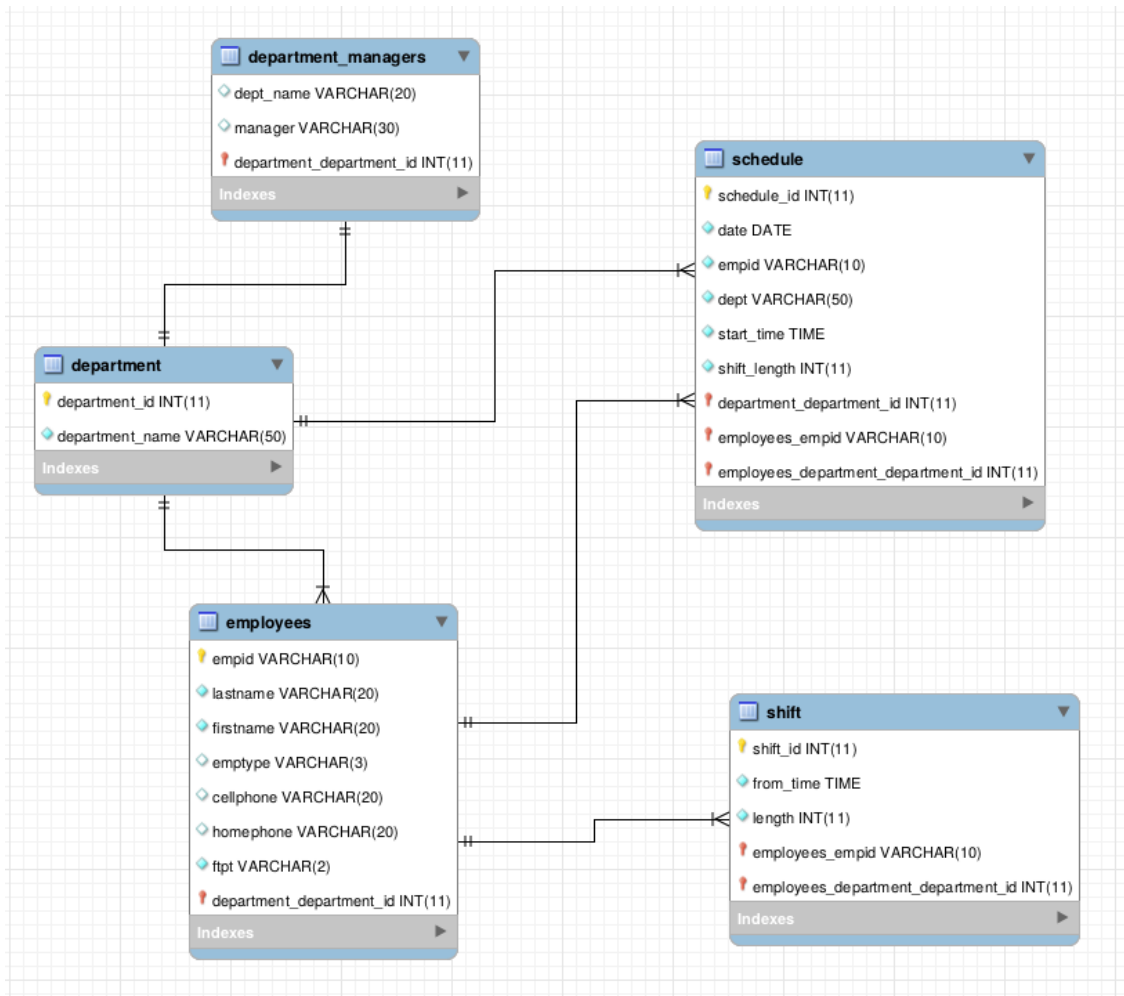 department_managers
dept_name VARCHAR(20)
manager VARCHAR(30)
department_department_id INT(11)
Indexes
schedule
schedule_id INT(11)
date DATE
empid VARCHAR(10)
dept VARCHAR(50)
start_time TIME
shift_length INT(11)
department_department_id INT(11)
employees_empid VARCHAR(10)
employees_department_department_id INT(11)
Indexes
department
department_id INT(11)
department_name VARCHAR(50)
Indexes
employees
empid VARCHAR(10)
lastname VARCHAR(20)
firstname VARCHAR(20)
emptype VARCHAR(3)
cellphone VARCHAR(20)
homephone VARCHAR(20)
ftpt VARCHAR(2)
department_department_id INT(11)
Indexes
shift
shift_id INT(11)
from_time TIME
length INT(11)
employees_empid VARCHAR(10)
employees_department_department_id INT(11)
Indexes